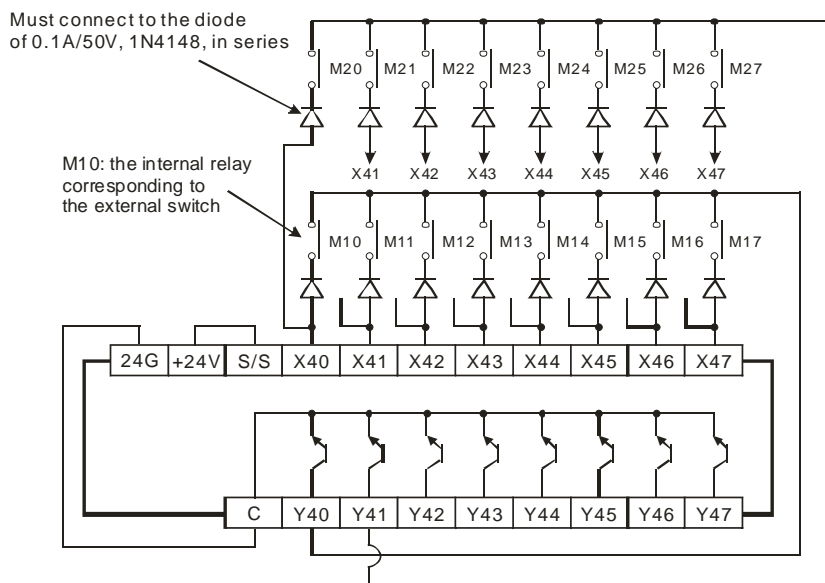 Must connect to the diode
of 0.1A/50V, 1N4148, in series
M20 M21 M22 M23 M24 M25 M26 M27
X41 X42 X43 X44 X45 X46 X47
M10: the internal relay
corresponding to
the external switch
M10 M11 M12 M13 M14 M15 M16 M17
24G +24V S/S X40 X41 X42 X43 X44 X45 X46 X47
C Y40 Y41 Y42 Y43 Y44 Y45 Y46 Y47